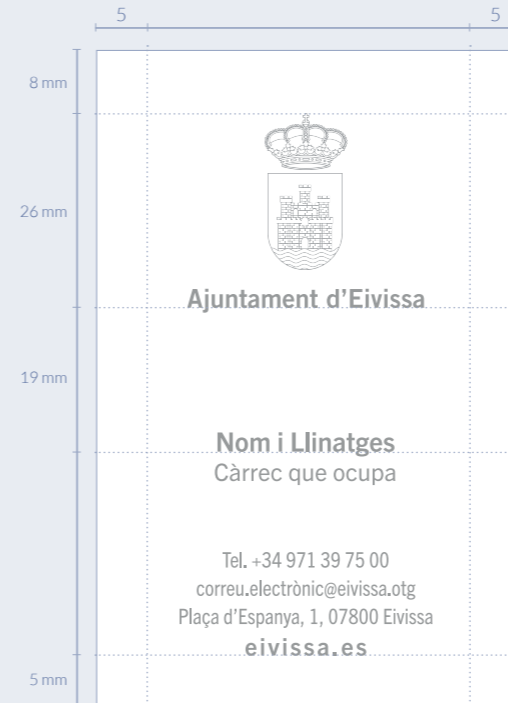 5 5
8 mm
26 mm
Ajuntament d’Eivissa
19 mm
Nom i Llinatges
Càrrec que ocupa
Tel. +34 971 39 75 00
correu.electrònic@eivissa.otg
Plaça d’Espanya, 1, 07800 Eivissa
eivissa.es
5 mm